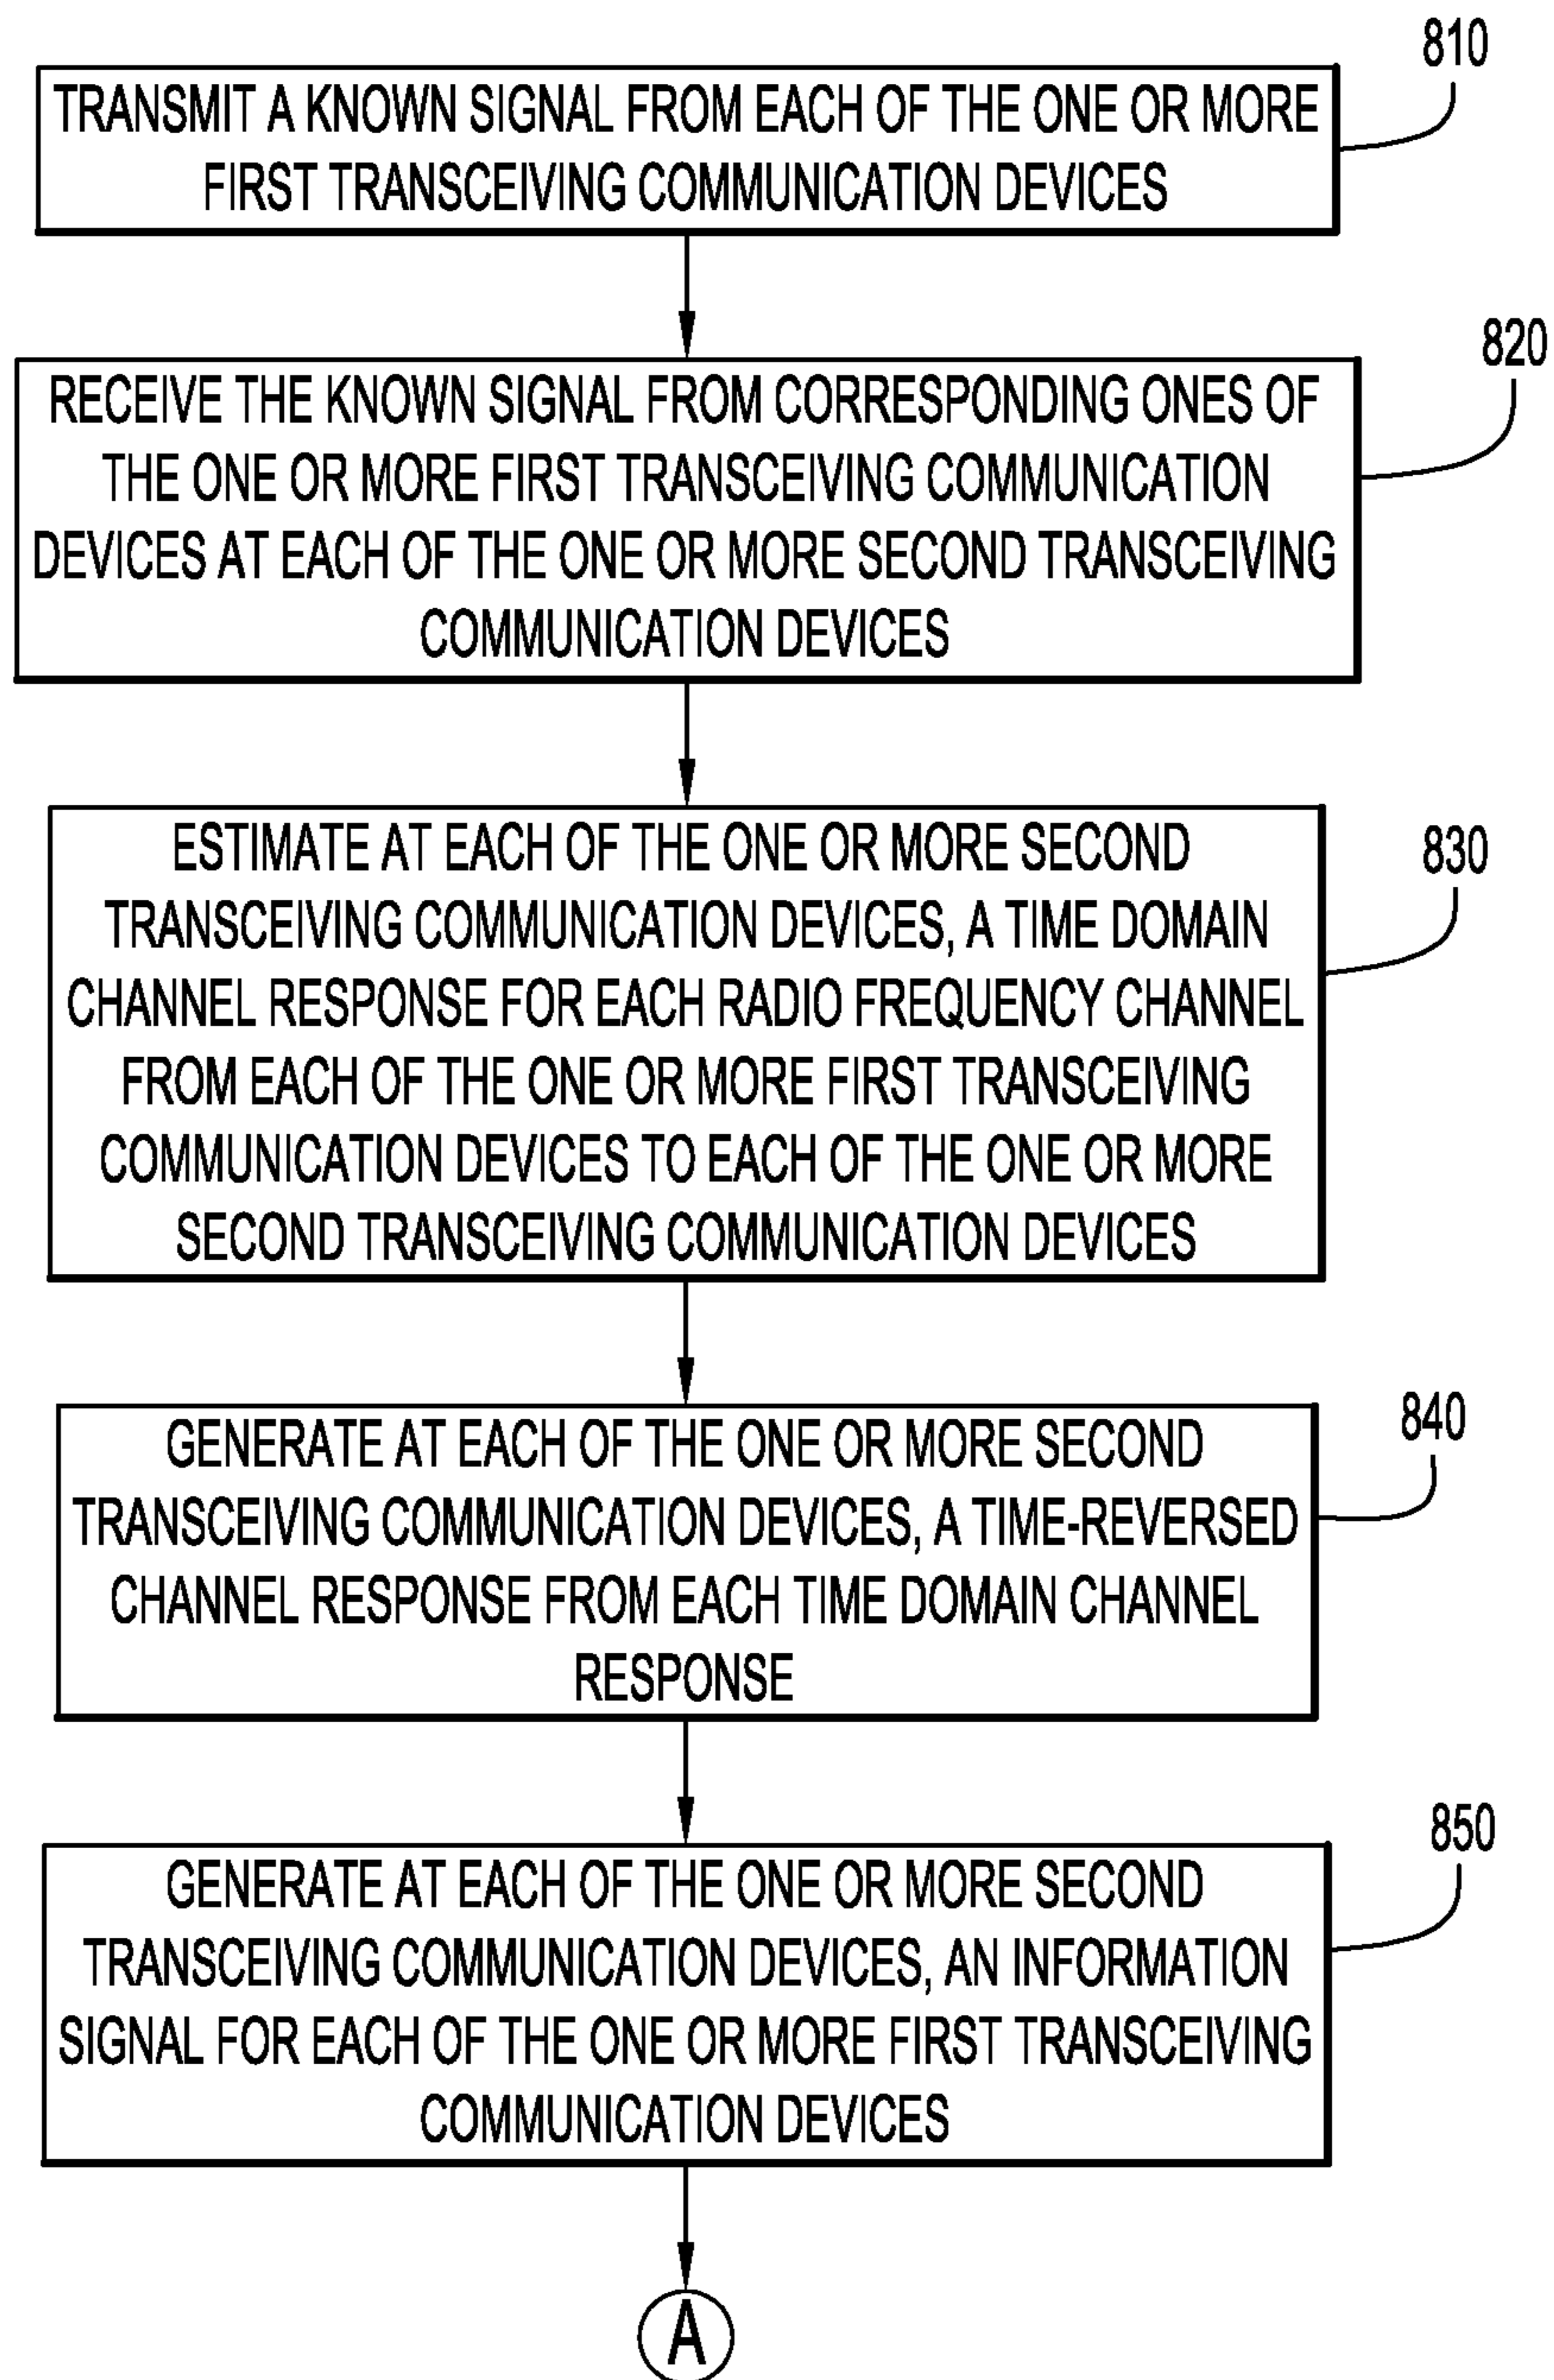 810
TRANSMIT A KNOWN SIGNAL FROM EACH OF THE ONE OR MORE
FIRST TRANSCEIVING COMMUNICATION DEVICES
820
RECEIVE THE KNOWN SIGNAL FROM CORRESPONDING ONES OF
THE ONE OR MORE FIRST TRANSCEIVING COMMUNICATION
DEVICES AT EACH OF THE ONE OR MORE SECOND TRANSCEIVING
COMMUNICATION DEVICES
830
ESTIMATE AT EACH OF THE ONE OR MORE SECOND
TRANSCEIVING COMMUNICATION DEVICES, A TIME DOMAIN
CHANNEL RESPONSE FOR EACH RADIO FREQUENCY CHANNEL
FROM EACH OF THE ONE OR MORE FIRST TRANSCEIVING
COMMUNICATION DEVICES TO EACH OF THE ONE OR MORE
SECOND TRANSCEIVING COMMUNICATION DEVICES
840
GENERATE AT EACH OF THE ONE OR MORE SECOND
TRANSCEIVING COMMUNICATION DEVICES, A TIME-REVERSED
CHANNEL RESPONSE FROM EACH TIME DOMAIN CHANNEL
RESPONSE
850
GENERATE AT EACH OF THE ONE OR MORE SECOND
TRANSCEIVING COMMUNICATION DEVICES, AN INFORMATION
SIGNAL FOR EACH OF THE ONE OR MORE FIRST TRANSCEIVING
COMMUNICATION DEVICES
A